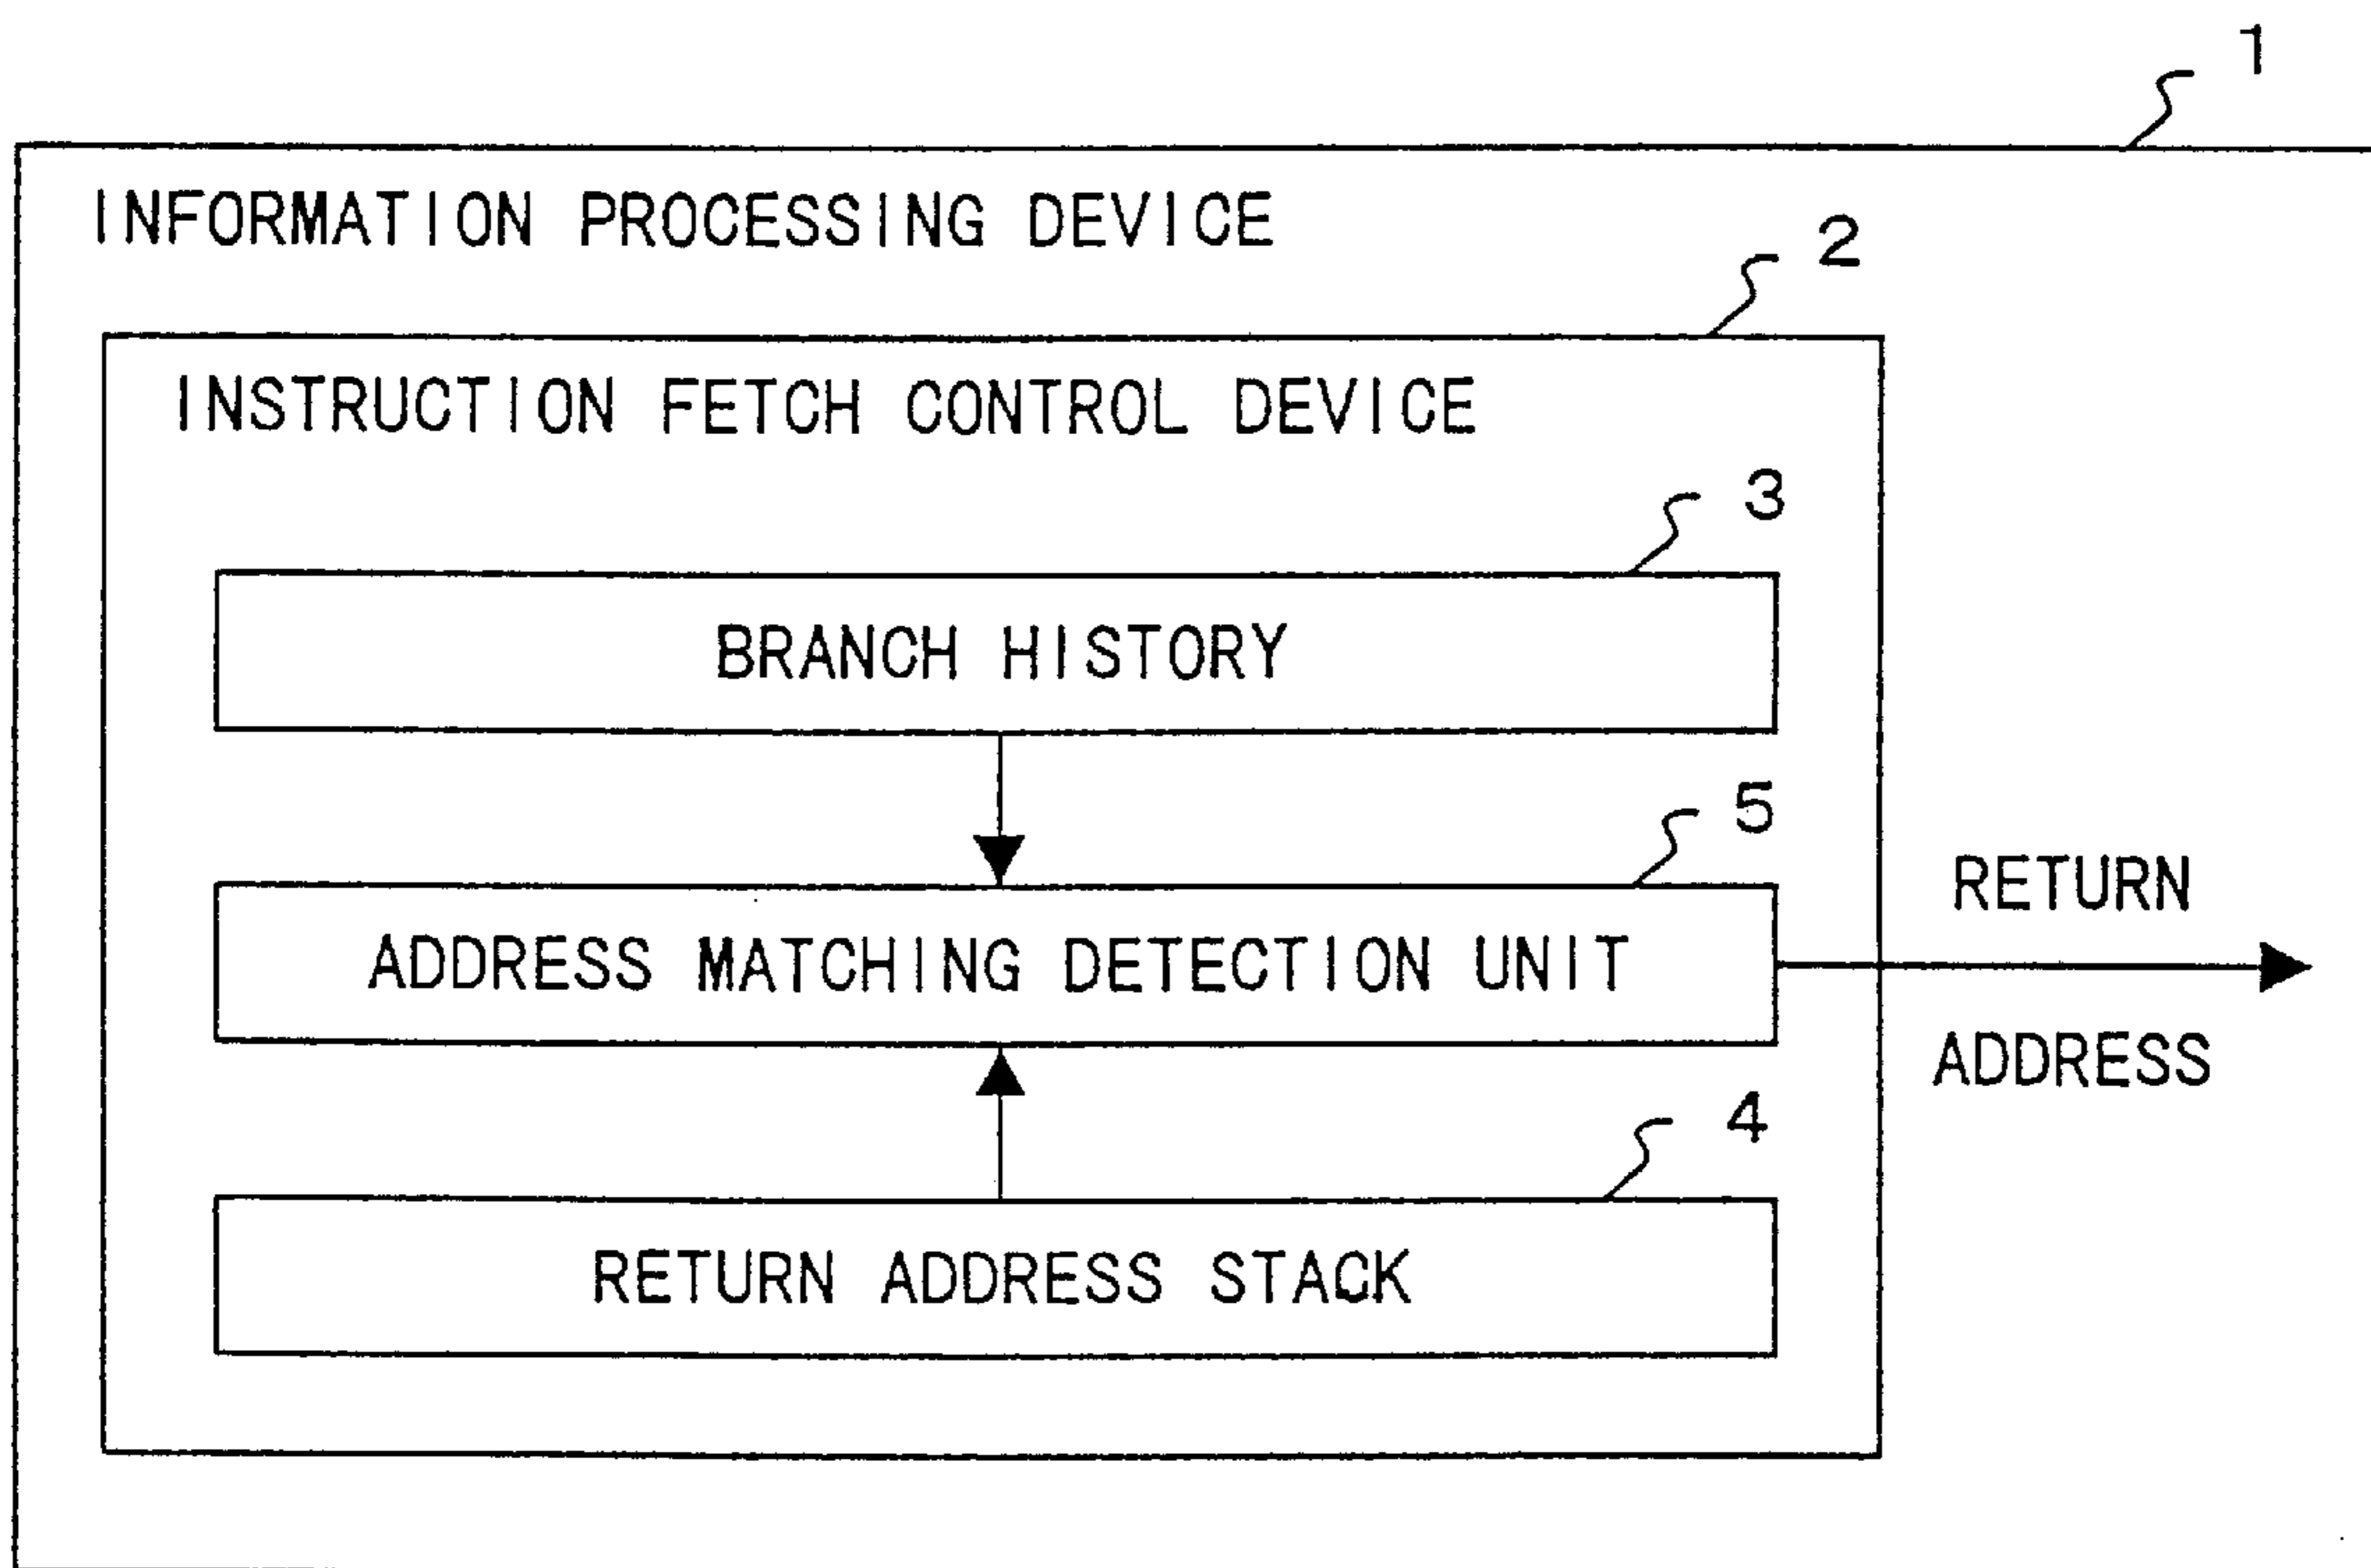 1
INFORMATION PROCESSING DEVICE
2
INSTRUCTION FETCH CONTROL DEVICE
3
BRANCH HISTORY
5
RETURN
ADDRESS MATCHING DETECTION UNIT
ADDRESS
4
RETURN ADDRESS STACK